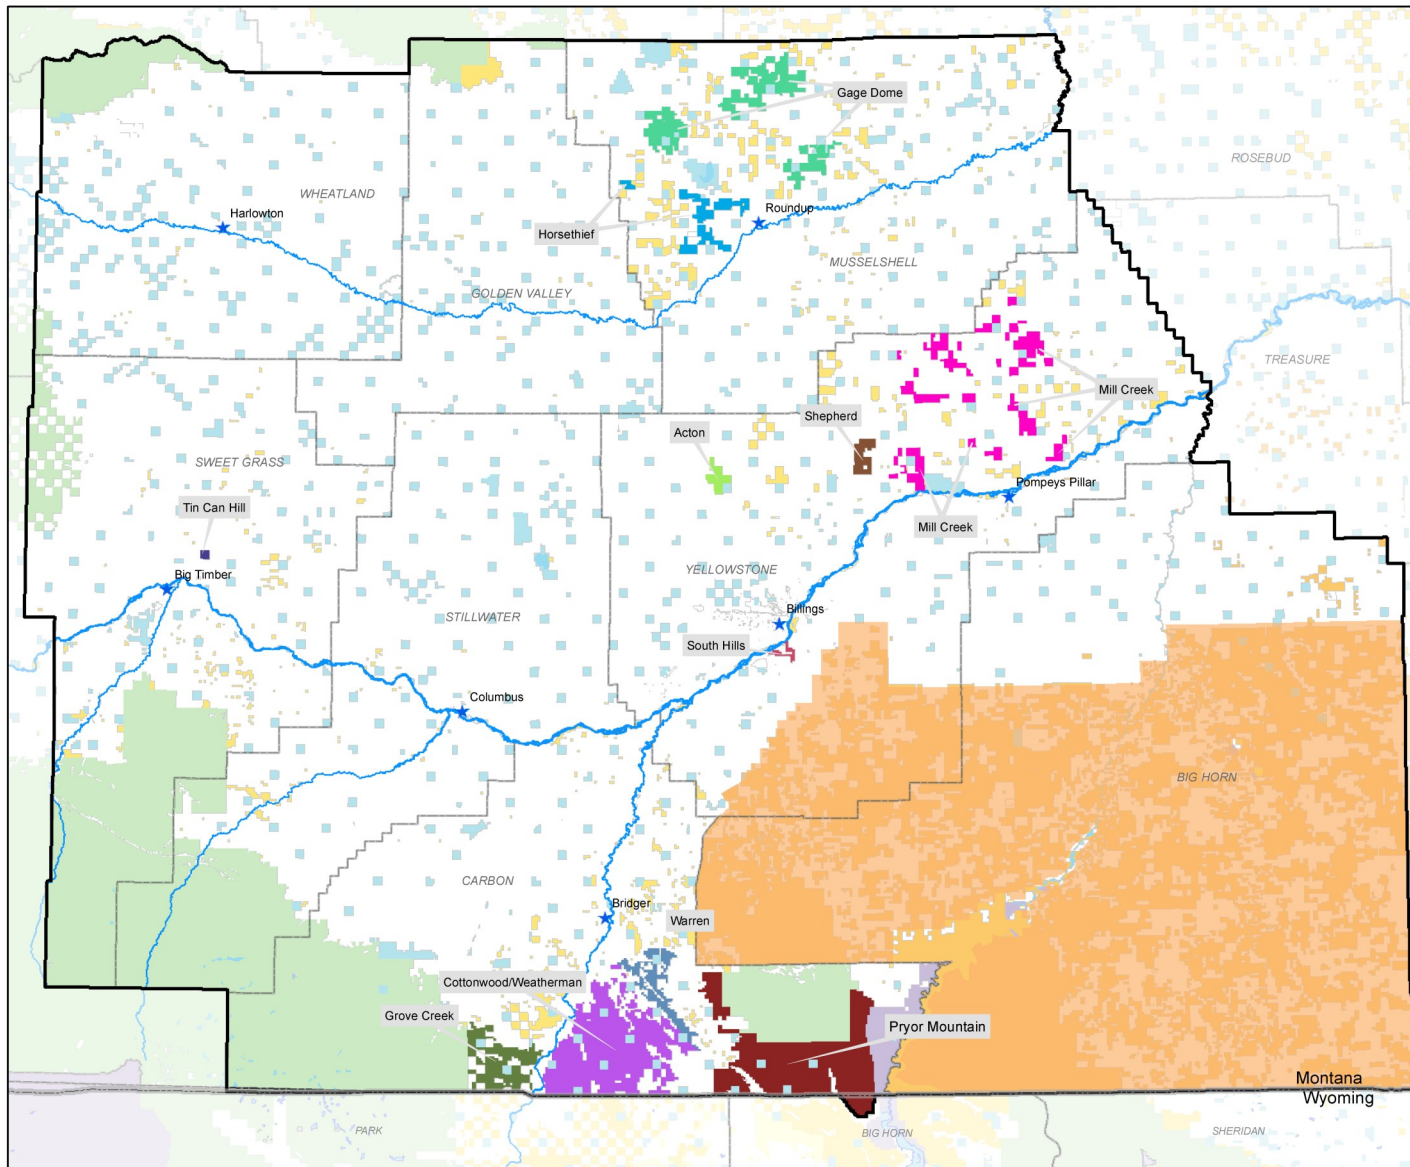 Gage Dome
ROSEBUD
WHEATLAND
Harlowton
Roundup
Horsethief
MUSSELSHELL
GOLDEN VALLEY
TREASURE
Mill Creek
Shepherd
Acton
SWEET GRASS
Pompeys Pillar
Tin Can Hill
Mill Creek
YELLOWSTONE
Big Timber
Billings
STILLWATER
South Hills
Columbus
BIG HORN
CARBON
Bridger
Warren
Cottonwood/Weatherman
Grove Creek
Pryor Mountain
Montana
Wyoming
PARK
BIG HORN
SHERIDAN